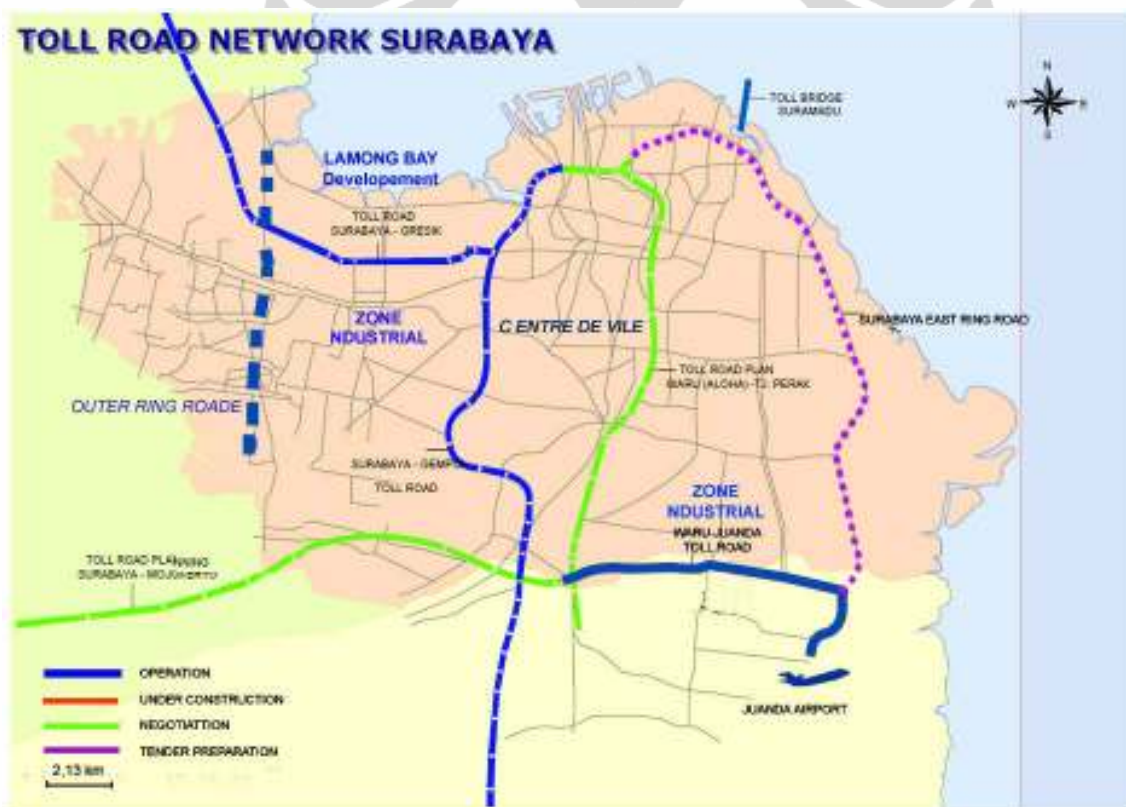 TOLL ROAD NETWORK SURABAYA
N
W
S
TOLL BRIDGE
SURAMADU
LAMONG BAY
Developement
TOLL ROAD
SURABAYA - GRESIK
ZONE
NDUSTRIAL
C ENTRE DE VILE
SURABAYA EAST RING ROAD
TOLL ROAD PLAN
WARU (ALOHA) -TJ. PERAK
OUTER RING ROADE
SURABAYA - GEMPOL
TOLL ROAD
ZONE
NDUSTRIAL
WARU-JUANDA
TOLL ROAD
TOLL ROAD
SURABAYA -
JUANDA AIRPORT
OPERATION
UNDER CONSTRUCTION
NEGOTIATTION
TENDER PREPARATION
2,13 km